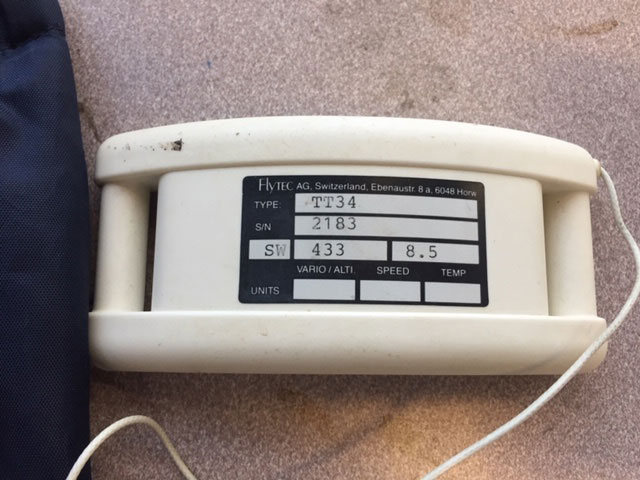 FlyTEC AG, Switzerland, Ebenaustr. 8 a, 6048 Horw
TYPE: TT34
S/N 2183
SW 433 8.5
VARIO / ALTI. SPEED TEMP
UNITS